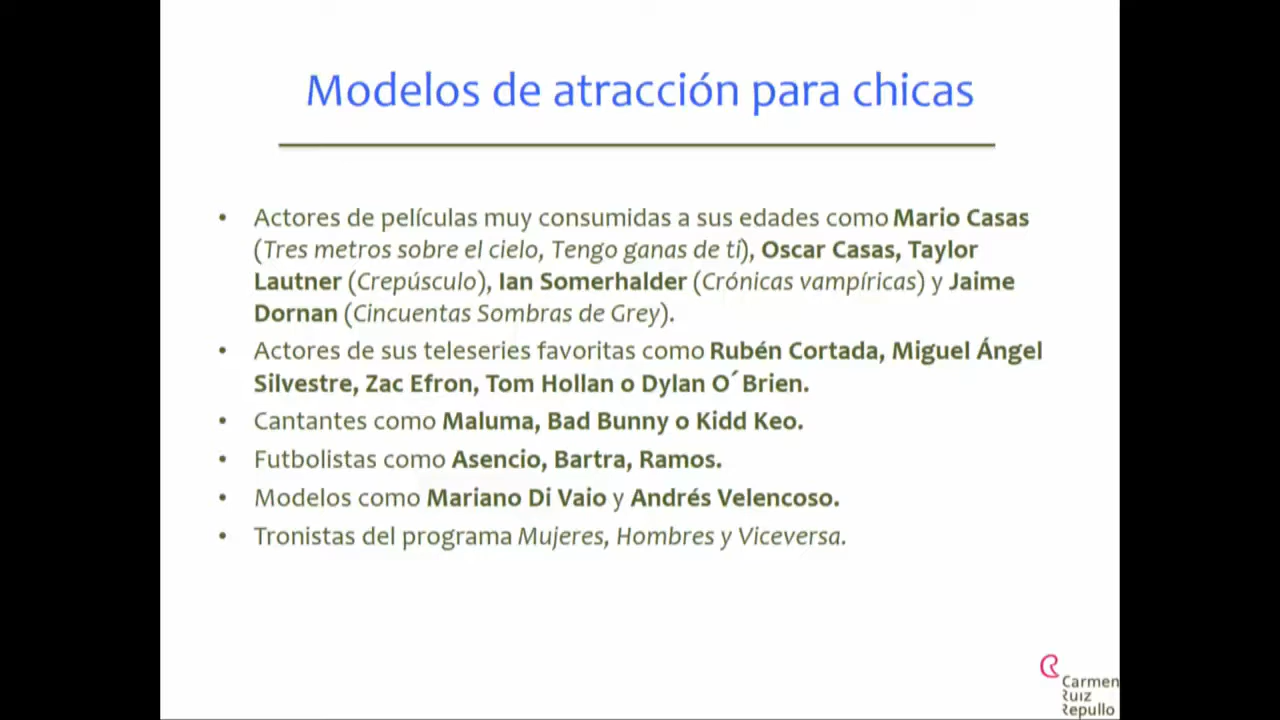 Modelos de atracción para chicas
• Actores de películas muy consumidas a sus edades como Mario Casas
(Tres metros sobre el cielo, Tengo ganas de ti), Oscar Casas, Taylor
Lautner (Crepúsculo), Ian Somerhalder (Crónicas vampíricas) y Jaime
Dornan (Cincuentas Sombras de Grey).
• Actores de sus teleseries favoritas como Rubén Cortada, Miguel Ángel
Silvestre, Zac Efron, Tom Hollan o Dylan O´Brien.
• Cantantes como Maluma, Bad Bunny o Kidd Keo.
• Futbolistas como Asencio, Bartra, Ramos.
• Modelos como Mariano Di Vaio y Andrés Velencoso.
• Tronistas del programa Mujeres, Hombres y Viceversa.
Carmen
Ruiz
Repullo